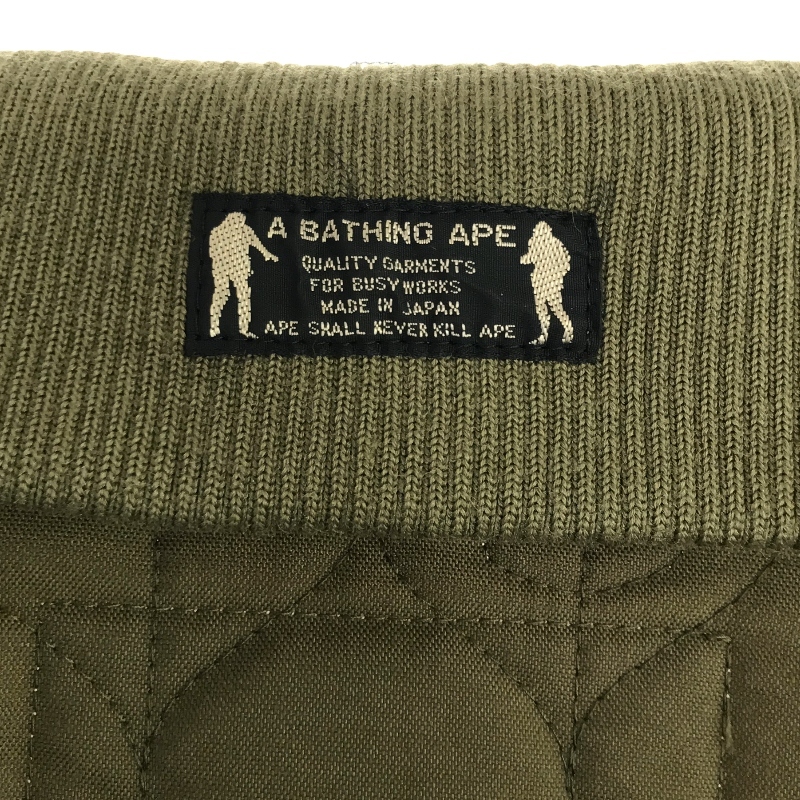 A BATHING APE
QUALITY GARMENTS
FOR BUSY WORKS
MADE IN JAPAN
APE SHALL NEVER KILL APE